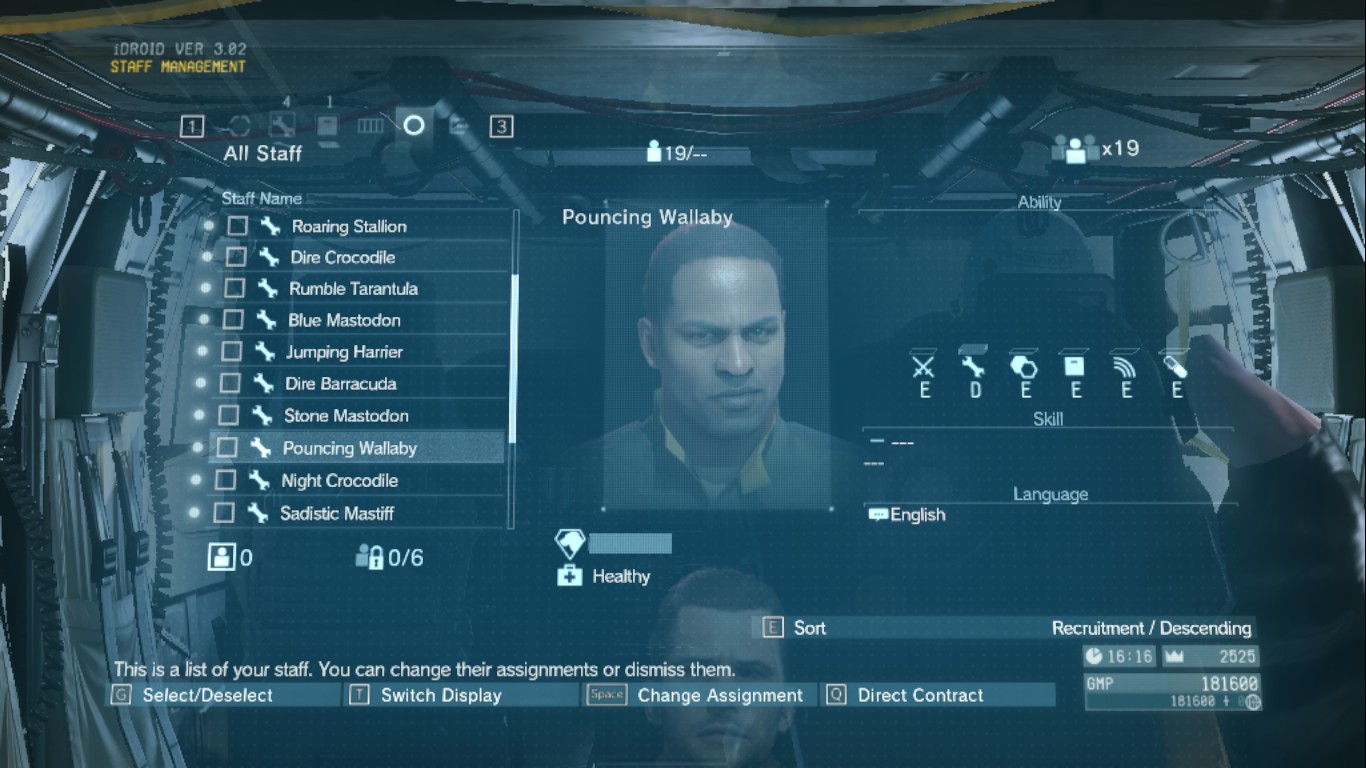 iDROID VER 3.02
STAFF MANAGEMENT
4 1
1 3
All Staff
19/--
x19
Staff Name
Roaring Stallion
Dire Crocodile
Rumble Tarantula
Blue Mastodon
Jumping Harrier
Dire Barracuda
Stone Mastodon
Pouncing Wallaby
Night Crocodile
Sadistic Mastiff
0 0/6
Pouncing Wallaby
Healthy
Ability
E D E E E E
Skill
– ---
---
Language
English
E Sort
Recruitment / Descending
16:16 2525
GMP 181600
181600 +
This is a list of your staff. You can change their assignments or dismiss them.
G Select/Deselect T Switch Display Space Change Assignment Q Direct Contract